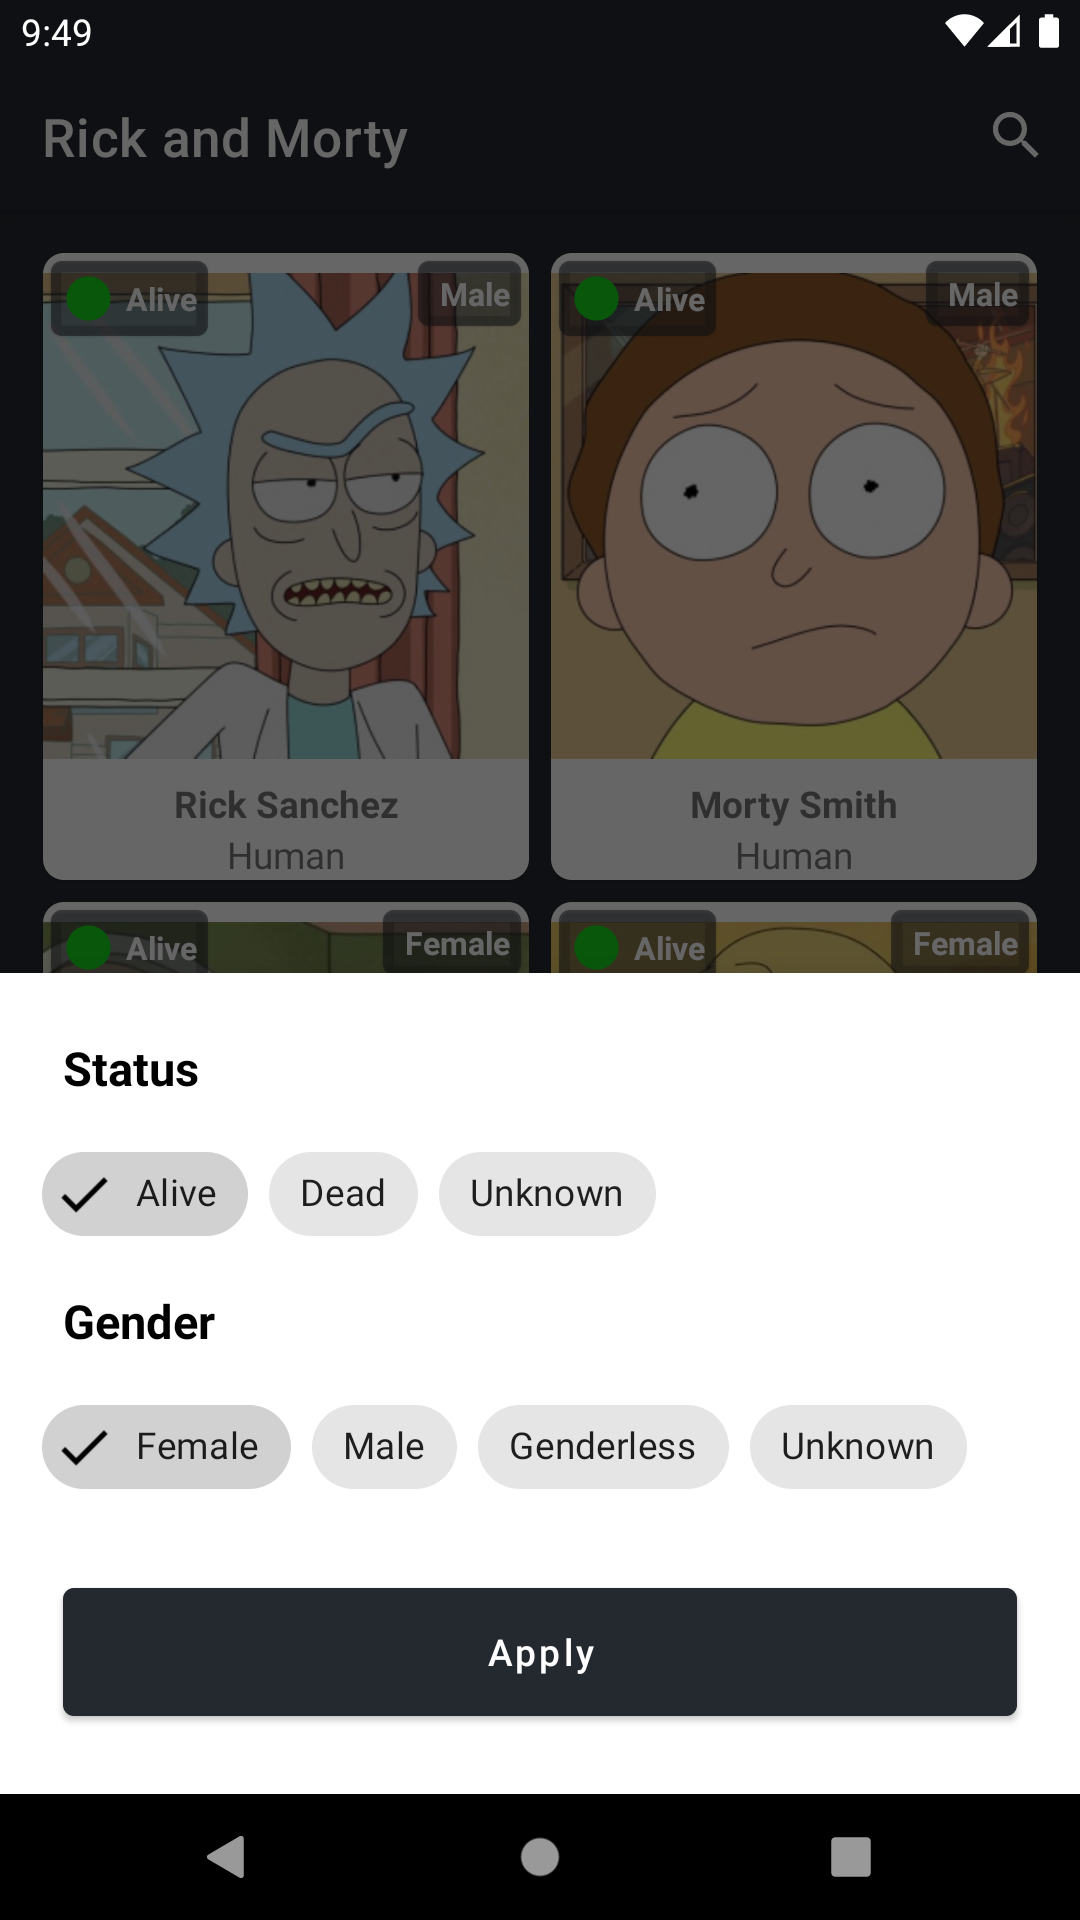 9:49
Rick and Morty
Alive Male
Alive Male
Rick Sanchez
Human
Morty Smith
Human
Alive Female
Alive Female
Status
Alive Dead Unknown
Gender
Female Male Genderless Unknown
Apply